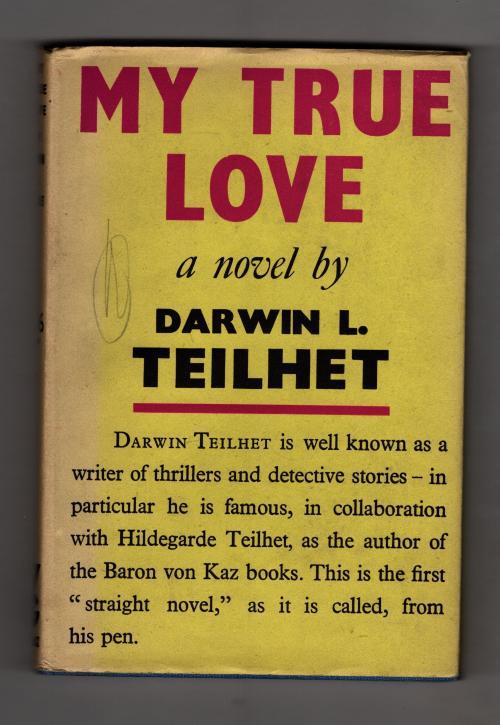 MY TRUE
LOVE
a novel by
DARWIN L.
TEILHET
DARWIN TEILHET is well known as a
writer of thrillers and detective stories – in
particular he is famous, in collaboration
with Hildegarde Teilhet, as the author of
the Baron von Kaz books. This is the first
“straight novel,” as it is called, from
his pen.